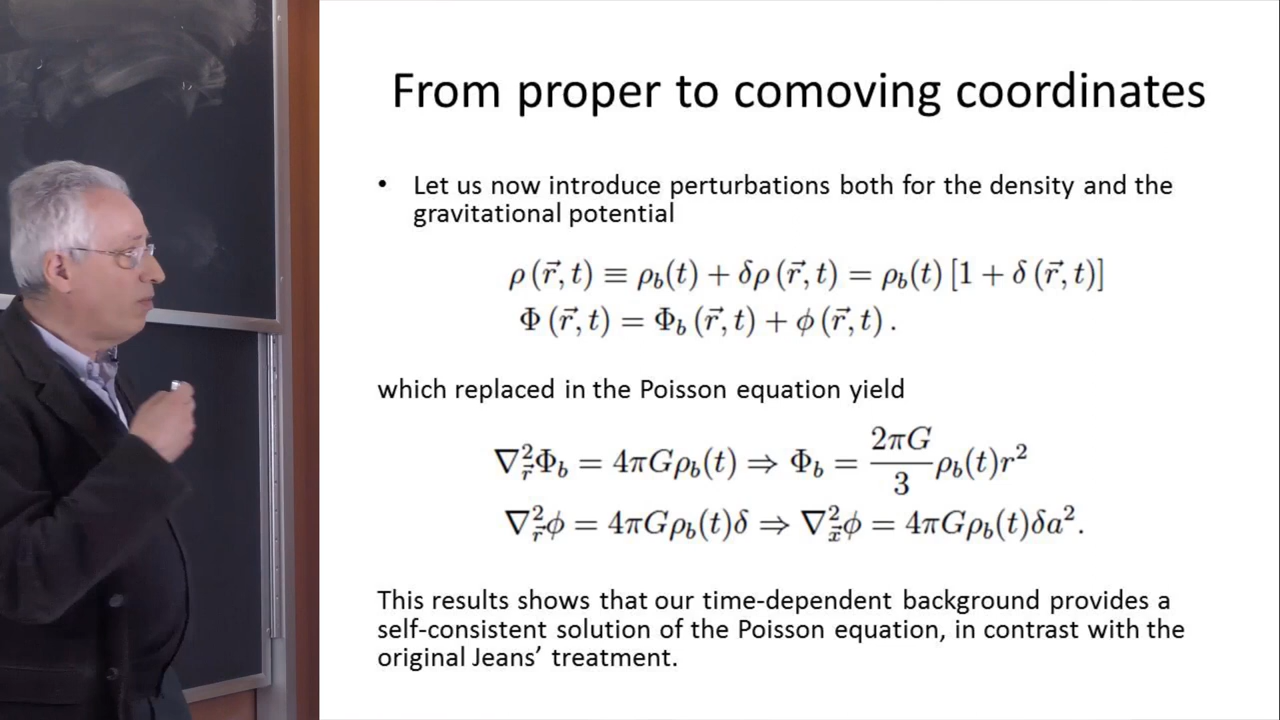 From proper to comoving coordinates
• Let us now introduce perturbations both for the density and the
gravitational potential
ρ(r⃗, t) ≡ ρ_b(t) + δρ(r⃗, t) = ρ_b(t) [1 + δ(r⃗, t)]
Φ(r⃗, t) = Φ_b(r⃗, t) + ϕ(r⃗, t).
which replaced in the Poisson equation yield
∇²_r⃗ Φ_b = 4πGρ_b(t) ⇒ Φ_b = \frac{2πG}{3} ρ_b(t)r²
∇²_r⃗ ϕ = 4πGρ_b(t)δ ⇒ ∇²_x⃗ ϕ = 4πGρ_b(t)δa².
This results shows that our time-dependent background provides a
self-consistent solution of the Poisson equation, in contrast with the
original Jeans’ treatment.